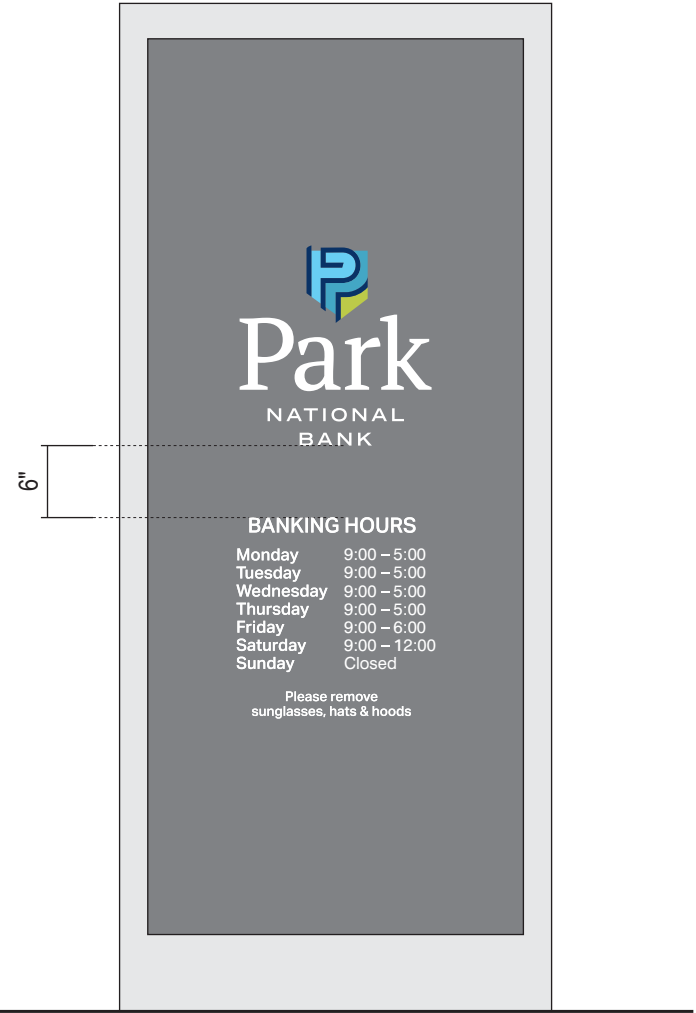 Park
NATIONAL
BANK
6"
BANKING HOURS
Monday 9:00 – 5:00
Tuesday 9:00 – 5:00
Wednesday 9:00 – 5:00
Thursday 9:00 – 5:00
Friday 9:00 – 6:00
Saturday 9:00 – 12:00
Sunday Closed
Please remove
sunglasses, hats & hoods